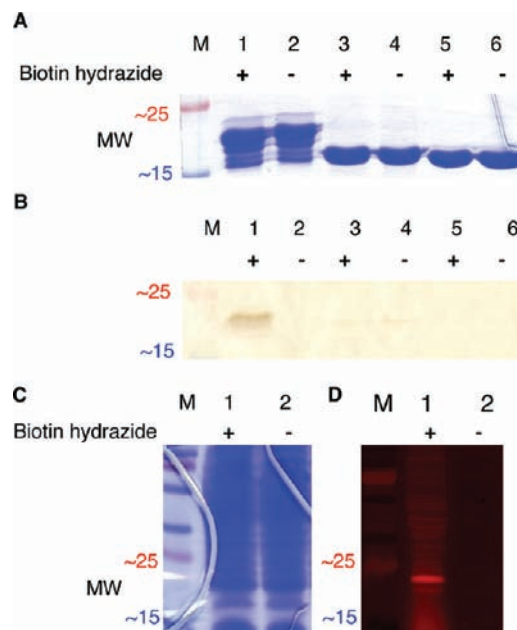 A
M 1 2 3 4 5 6
Biotin hydrazide + - + - + -
~25
MW
~15
B
M 1 2 3 4 5 6
+ - + - + -
~25
~15
C M 1 2 D M 1 2
Biotin hydrazide + - + -
~25 ~25
MW
~15 ~15